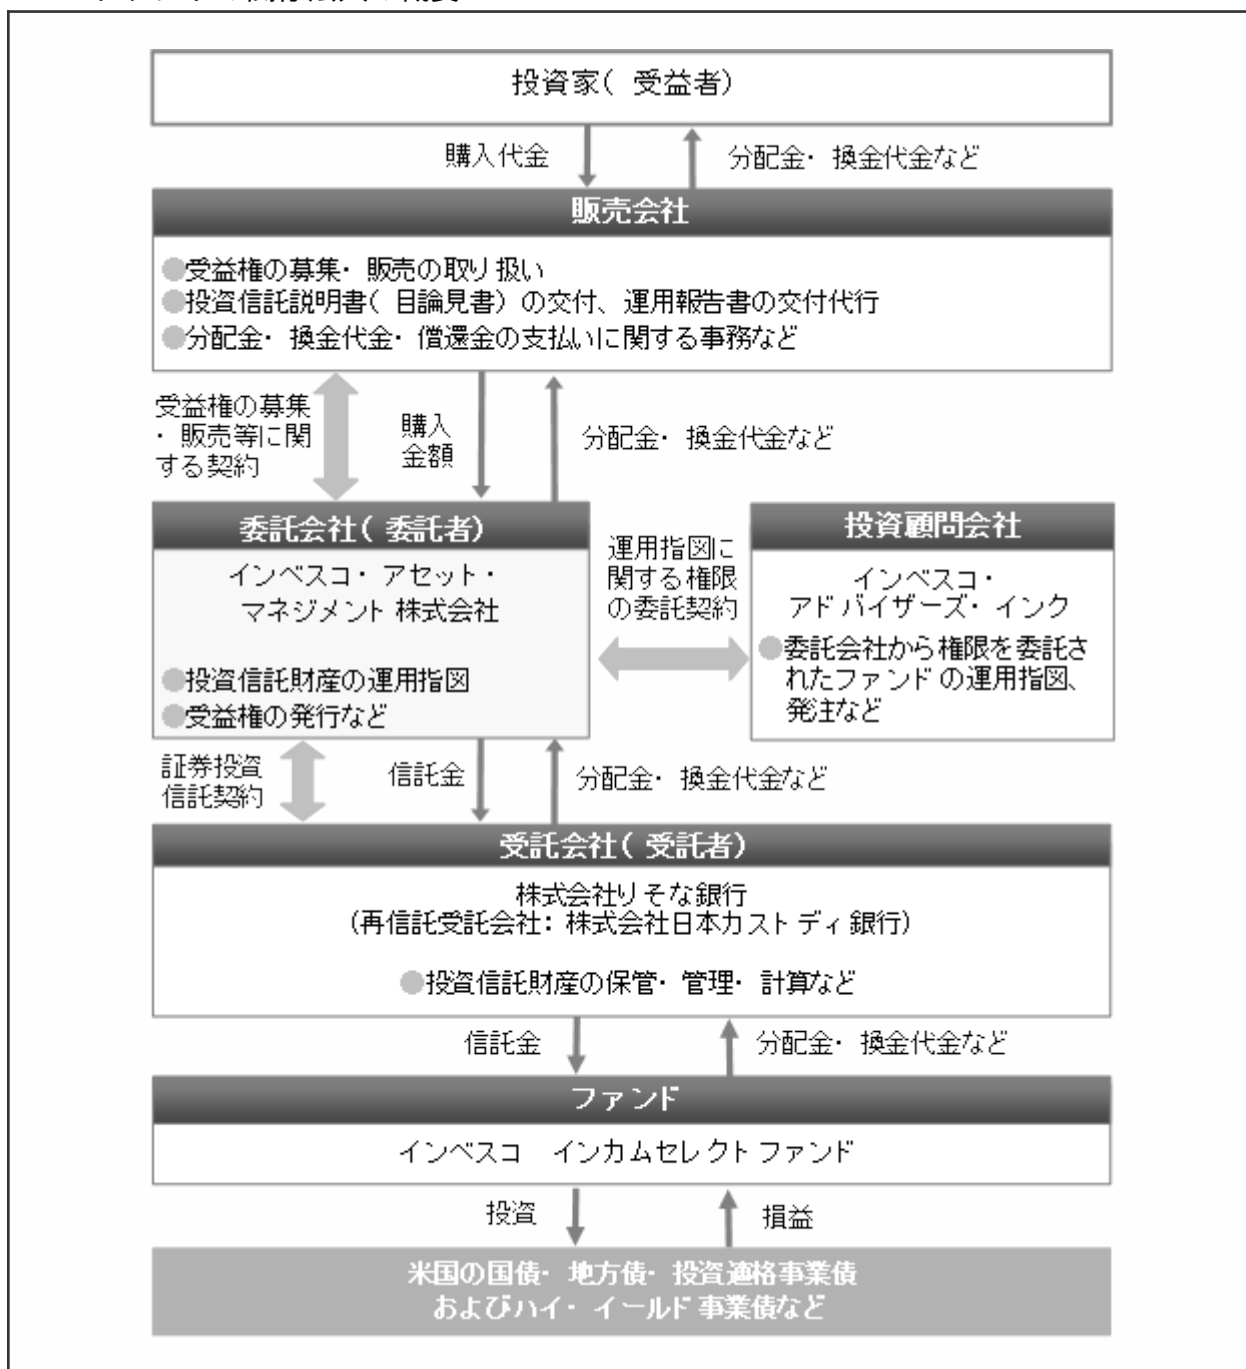 投資家(受益者)
購入代金
分配金・換金代金など
販売会社
●受益権の募集・販売の取り扱い
●投資信託説明書(目論見書)の交付、運用報告書の交付代行
●分配金・換金代金・償還金の支払いに関する事務など
受益権の募集
・販売等に関
する契約
購入
金額
分配金・換金代金など
委託会社(委託者)
インベスコ・アセット・
マネジメント株式会社
●投資信託財産の運用指図
●受益権の発行など
運用指図に
関する権限
の委託契約
投資顧問会社
インベスコ・
アドバイザーズ・インク
●委託会社から権限を委託さ
れたファンドの運用指図、
発注など
証券投資
信託契約
信託金
分配金・換金代金など
受託会社(受託者)
株式会社りそな銀行
(再信託受託会社:株式会社日本カストディ銀行)
●投資信託財産の保管・管理・計算など
信託金
分配金・換金代金など
ファンド
インベスコ　インカムセレクトファンド
投資
損益
米国の国債・地方債・投資適格事業債
およびハイ・イールド事業債など